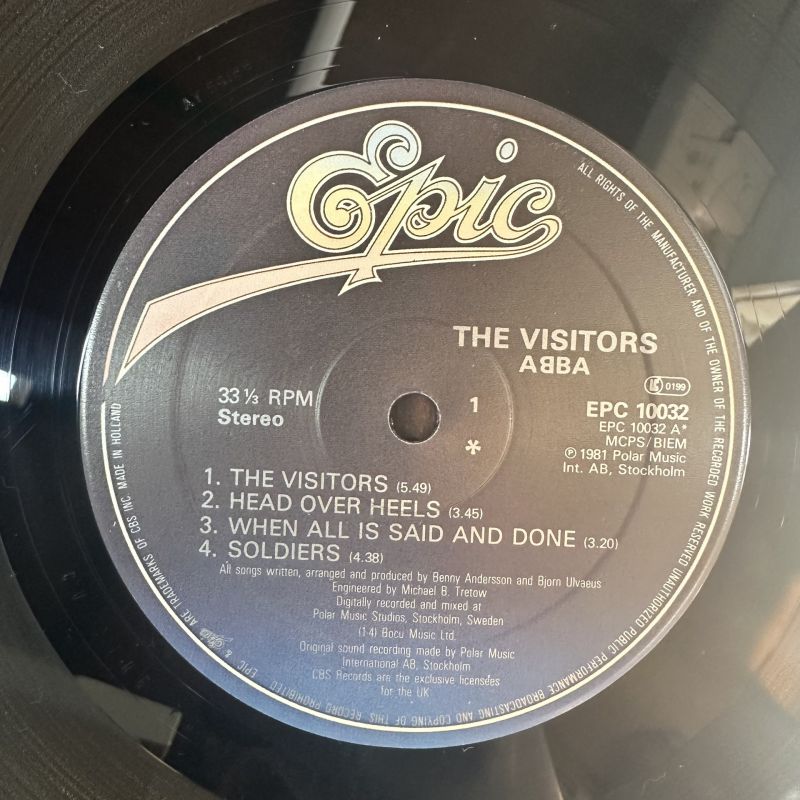 Epic
THE VISITORS
AᗺBA
33 ⅓ RPM
Stereo
1
*
0199
EPC 10032
EPC 10032 A*
MCPS/BIEM
℗ 1981 Polar Music
Int. AB, Stockholm
1. THE VISITORS (5.49)
2. HEAD OVER HEELS (3.45)
3. WHEN ALL IS SAID AND DONE (3.20)
4. SOLDIERS (4.38)
All songs written, arranged and produced by Benny Andersson and Bjorn Ulvaeus
Engineered by Michael B. Tretow
Digitally recorded and mixed at
Polar Music Studios, Stockholm, Sweden
(1-4) Bocu Music Ltd.
Original sound recording made by Polar Music
International AB, Stockholm
CBS Records are the exclusive licensees
for the UK
ALL RIGHTS OF THE MANUFACTURER AND OF THE OWNER OF THE RECORDED WORK RESERVED UNAUTHORIZED PUBLIC PERFORMANCE BROADCASTING AND COPYING OF THIS RECORD PROHIBITED
EPIC & Epic ARE TRADEMARKS OF CBS INC. MADE IN HOLLAND